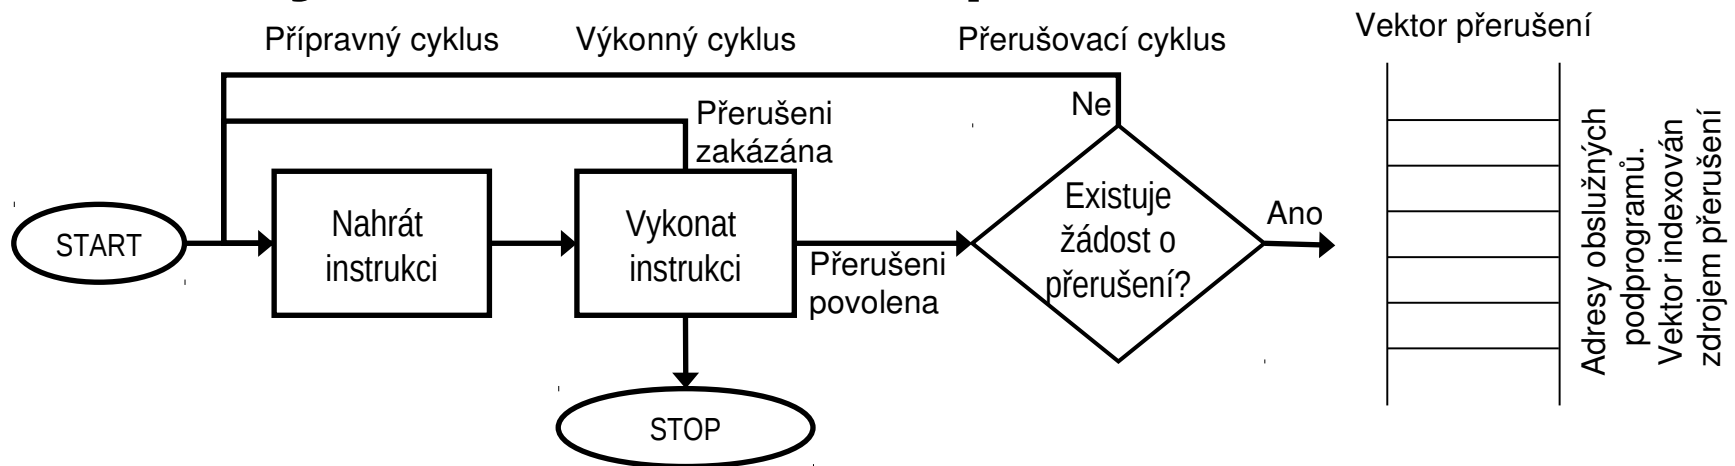 Přípravný cyklus
Výkonný cyklus
Přerušovací cyklus
Vektor přerušení
Přerušeni
zakázána
Ne
START
Nahrát
instrukci
Vykonat
instrukci
Přerušeni
povolena
Existuje
žádost o
přerušení?
Ano
Adresy obslužných
podprogramů.
Vektor indexován
zdrojem přerušení
STOP